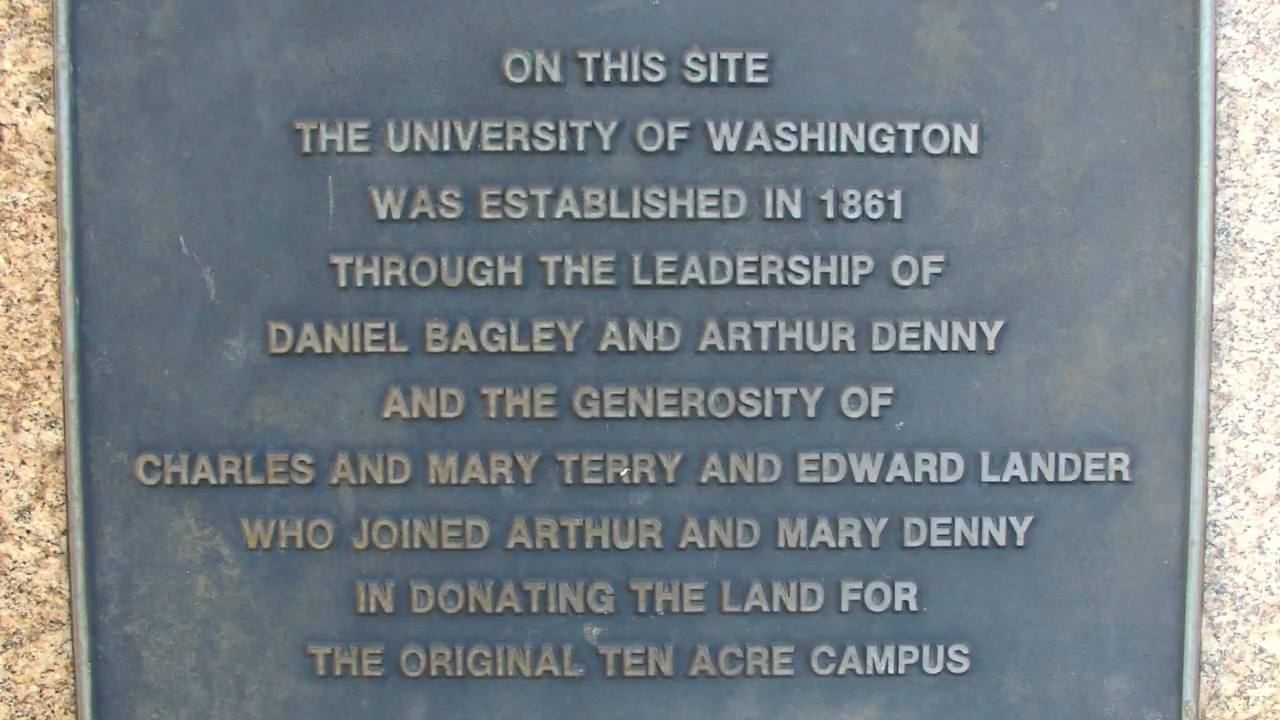 ON THIS SITE
THE UNIVERSITY OF WASHINGTON
WAS ESTABLISHED IN 1861
THROUGH THE LEADERSHIP OF
DANIEL BAGLEY AND ARTHUR DENNY
AND THE GENEROSITY OF
CHARLES AND MARY TERRY AND EDWARD LANDER
WHO JOINED ARTHUR AND MARY DENNY
IN DONATING THE LAND FOR
THE ORIGINAL TEN ACRE CAMPUS